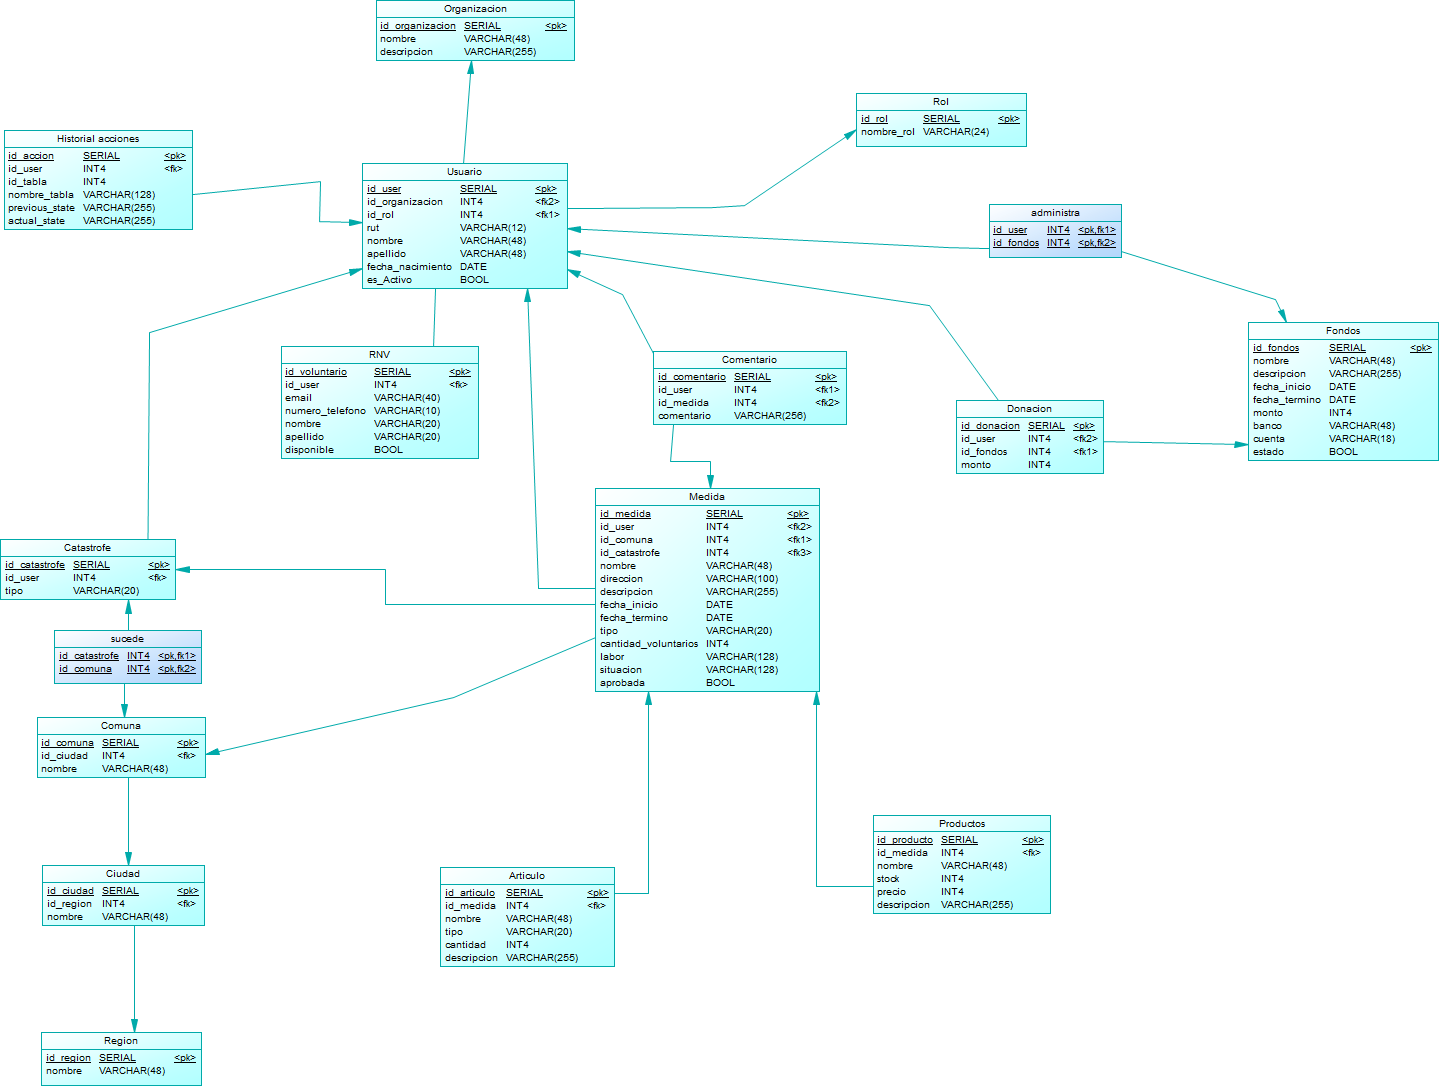 Organizacion
id_organizacion SERIAL <pk>
nombre VARCHAR(48)
descripcion VARCHAR(255)
Rol
id_rol SERIAL <pk>
nombre_rol VARCHAR(24)
Historial acciones
id_accion SERIAL <pk>
id_user INT4 <fk>
id_tabla INT4
nombre_tabla VARCHAR(128)
previous_state VARCHAR(255)
actual_state VARCHAR(255)
Usuario
id_user SERIAL <pk>
id_organizacion INT4 <fk2>
id_rol INT4 <fk1>
rut VARCHAR(12)
nombre VARCHAR(48)
apellido VARCHAR(48)
fecha_nacimiento DATE
es_Activo BOOL
administra
id_user INT4 <pk,fk1>
id_fondos INT4 <pk,fk2>
Fondos
id_fondos SERIAL <pk>
nombre VARCHAR(48)
descripcion VARCHAR(255)
fecha_inicio DATE
fecha_termino DATE
monto INT4
banco VARCHAR(48)
cuenta VARCHAR(18)
estado BOOL
RNV
id_voluntario SERIAL <pk>
id_user INT4 <fk>
email VARCHAR(40)
numero_telefono VARCHAR(10)
nombre VARCHAR(20)
apellido VARCHAR(20)
disponible BOOL
Comentario
id_comentario SERIAL <pk>
id_user INT4 <fk1>
id_medida INT4 <fk2>
comentario VARCHAR(256)
Donacion
id_donacion SERIAL <pk>
id_user INT4 <fk2>
id_fondos INT4 <fk1>
monto INT4
Medida
id_medida SERIAL <pk>
id_user INT4 <fk2>
id_comuna INT4 <fk1>
id_catastrofe INT4 <fk3>
nombre VARCHAR(48)
direccion VARCHAR(100)
descripcion VARCHAR(255)
fecha_inicio DATE
fecha_termino DATE
tipo VARCHAR(20)
cantidad_voluntarios INT4
labor VARCHAR(128)
situacion VARCHAR(128)
aprobada BOOL
Catastrofe
id_catastrofe SERIAL <pk>
id_user INT4 <fk>
tipo VARCHAR(20)
sucede
id_catastrofe INT4 <pk,fk1>
id_comuna INT4 <pk,fk2>
Comuna
id_comuna SERIAL <pk>
id_ciudad INT4 <fk>
nombre VARCHAR(48)
Productos
id_producto SERIAL <pk>
id_medida INT4 <fk>
nombre VARCHAR(48)
stock INT4
precio INT4
descripcion VARCHAR(255)
Ciudad
id_ciudad SERIAL <pk>
id_region INT4 <fk>
nombre VARCHAR(48)
Articulo
id_articulo SERIAL <pk>
id_medida INT4 <fk>
nombre VARCHAR(48)
tipo VARCHAR(20)
cantidad INT4
descripcion VARCHAR(255)
Region
id_region SERIAL <pk>
nombre VARCHAR(48)